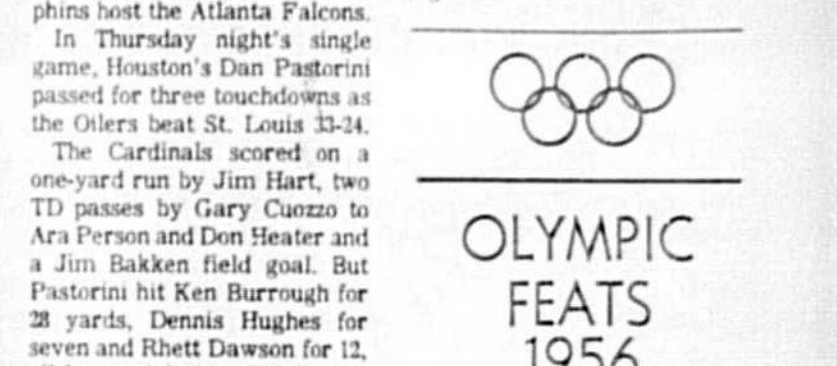 phins host the Atlanta Falcons.
In Thursday night's single
game, Houston's Dan Pastorini
passed for three touchdowns as
the Oilers beat St. Louis 33-24.
The Cardinals scored on a
one-yard run by Jim Hart, two
TD passes by Gary Cuozzo to
Ara Person and Don Heater and
a Jim Bakken field goal. But
Pastorini hit Ken Burrough for
28 yards, Dennis Hughes for
seven and Rhett Dawson for 12,
OLYMPIC
FEATS
1956